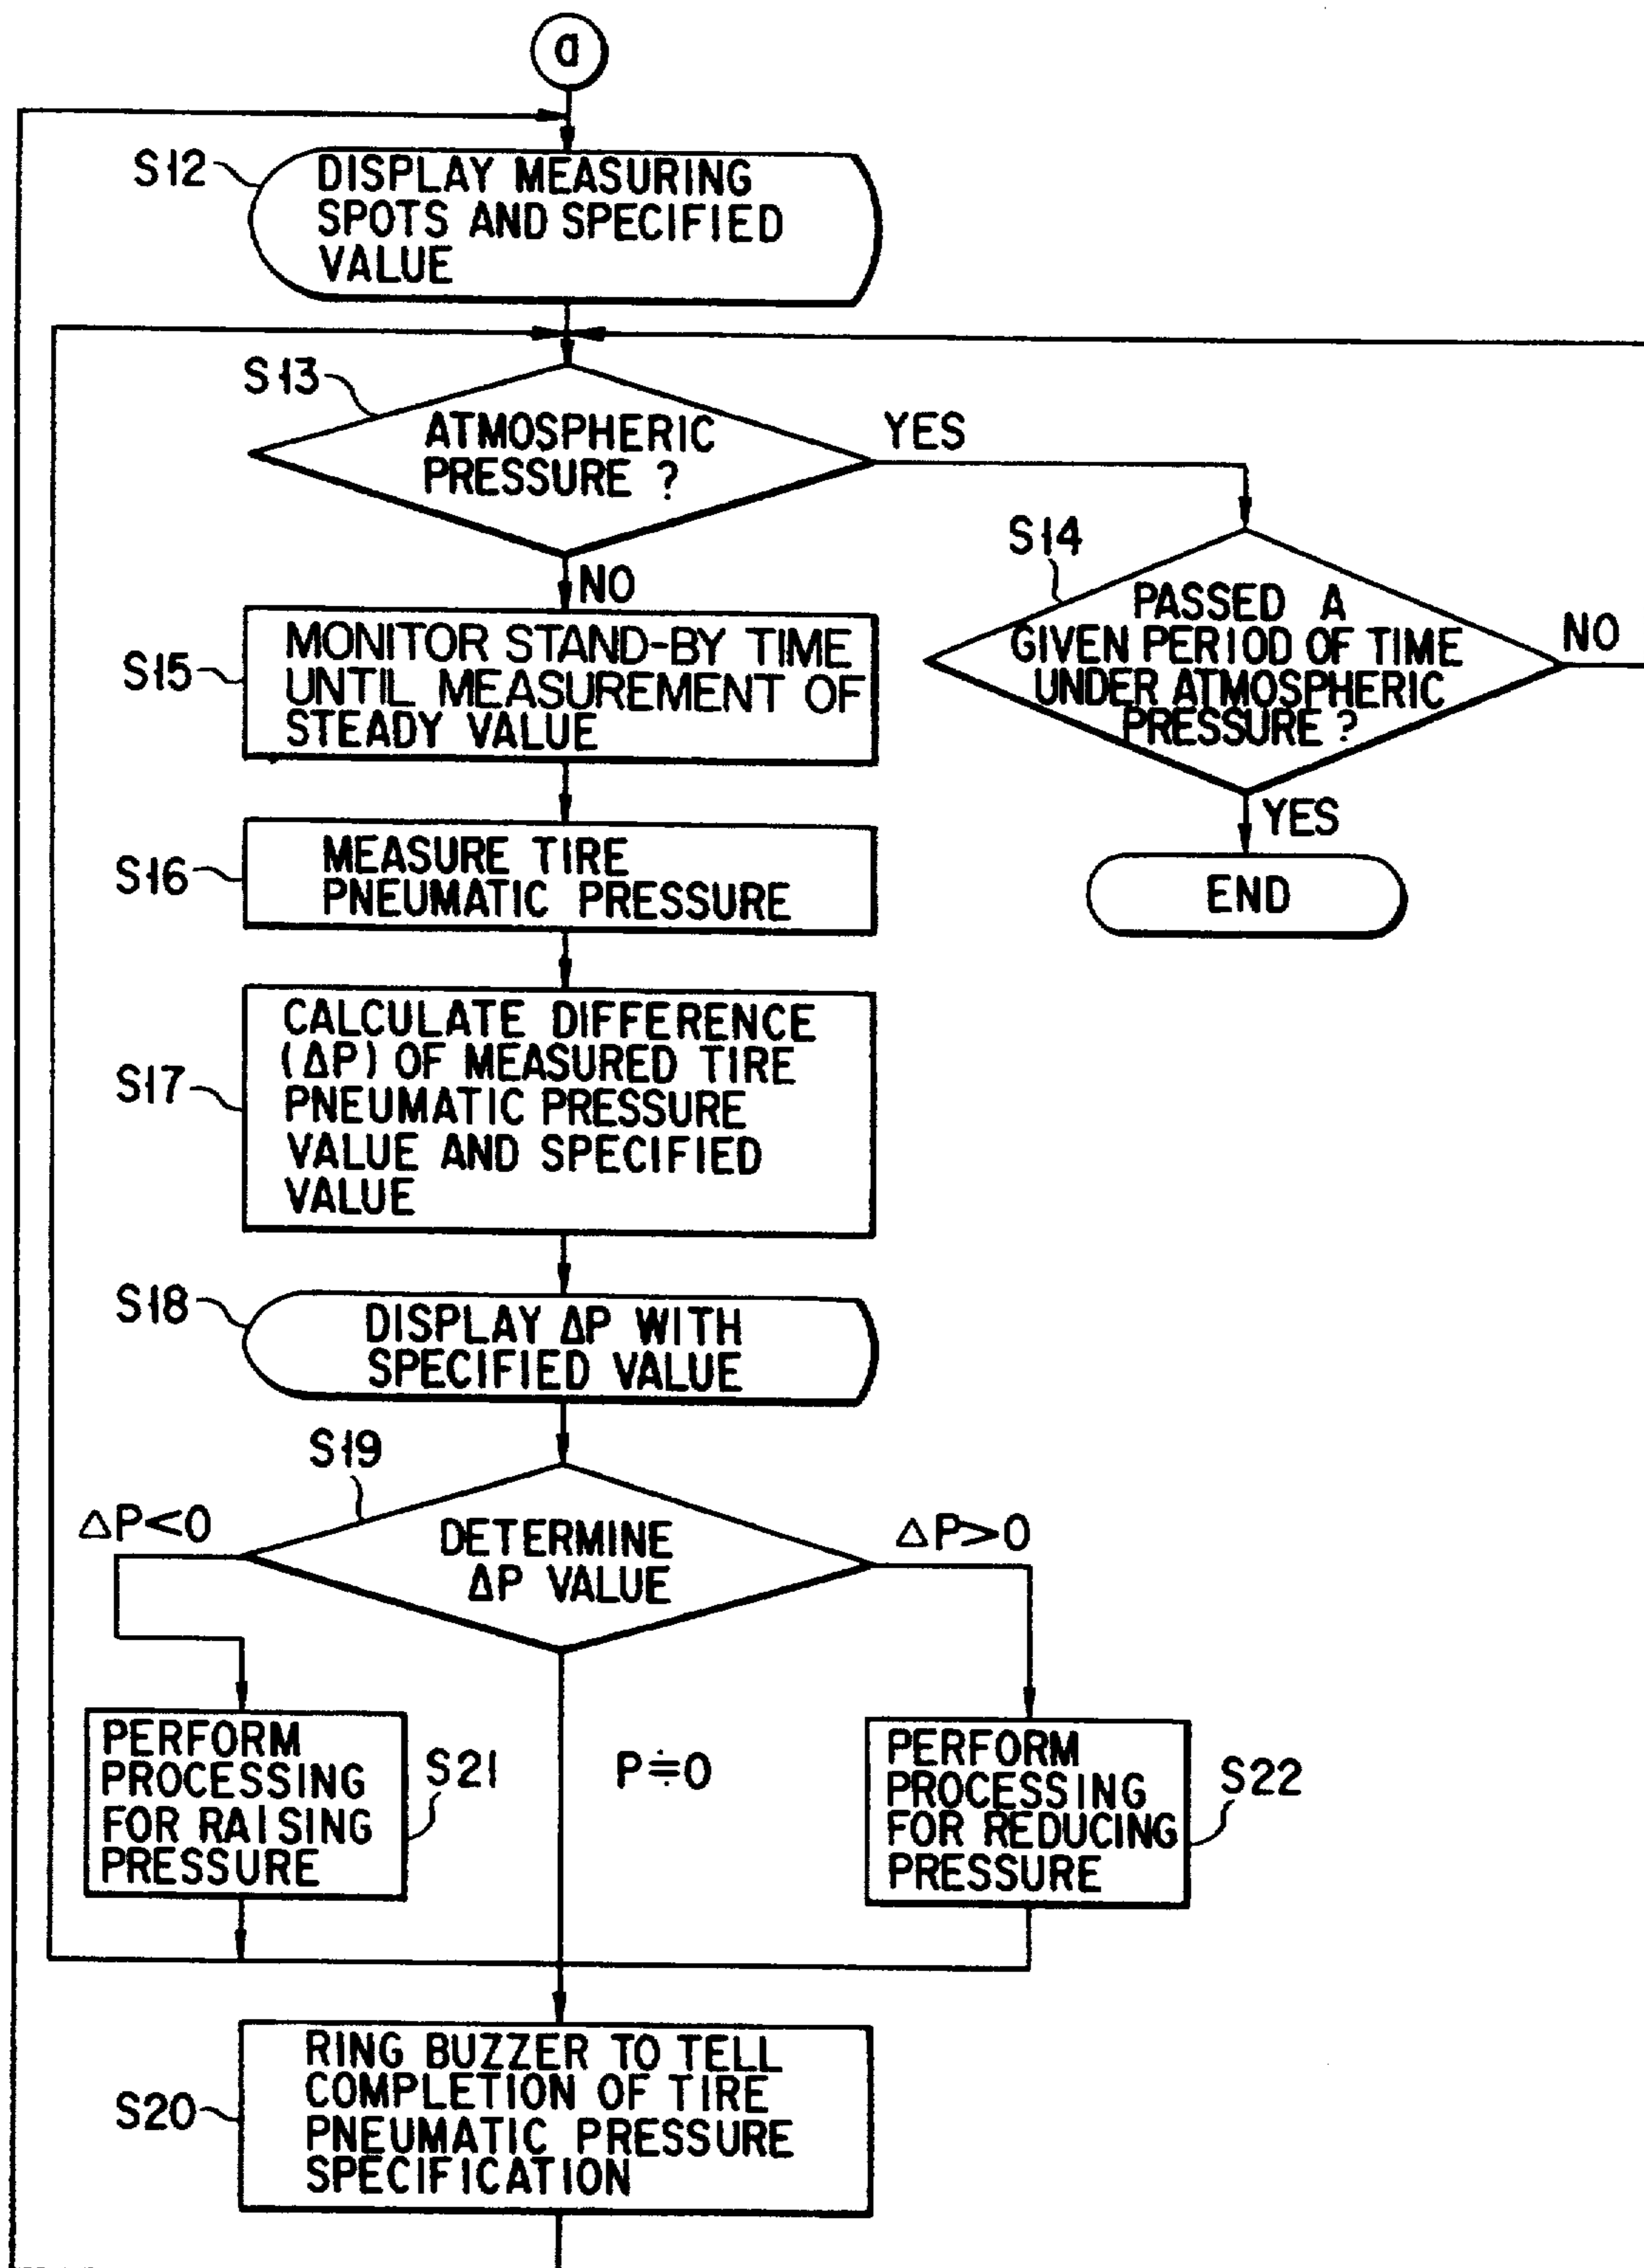 a
S12
DISPLAY MEASURING
SPOTS AND SPECIFIED
VALUE
S13
ATMOSPHERIC
PRESSURE ?
YES
NO
S14
PASSED A
GIVEN PERIOD OF TIME
UNDER ATMOSPHERIC
PRESSURE ?
NO
YES
END
S15
MONITOR STAND-BY TIME
UNTIL MEASUREMENT OF
STEADY VALUE
S16
MEASURE TIRE
PNEUMATIC PRESSURE
S17
CALCULATE DIFFERENCE
(ΔP) OF MEASURED TIRE
PNEUMATIC PRESSURE
VALUE AND SPECIFIED
VALUE
S18
DISPLAY ΔP WITH
SPECIFIED VALUE
S19
DETERMINE
ΔP VALUE
ΔP<0
ΔP>0
P≑0
PERFORM
PROCESSING
FOR RAISING
PRESSURE
S21
PERFORM
PROCESSING
FOR REDUCING
PRESSURE
S22
S20
RING BUZZER TO TELL
COMPLETION OF TIRE
PNEUMATIC PRESSURE
SPECIFICATION